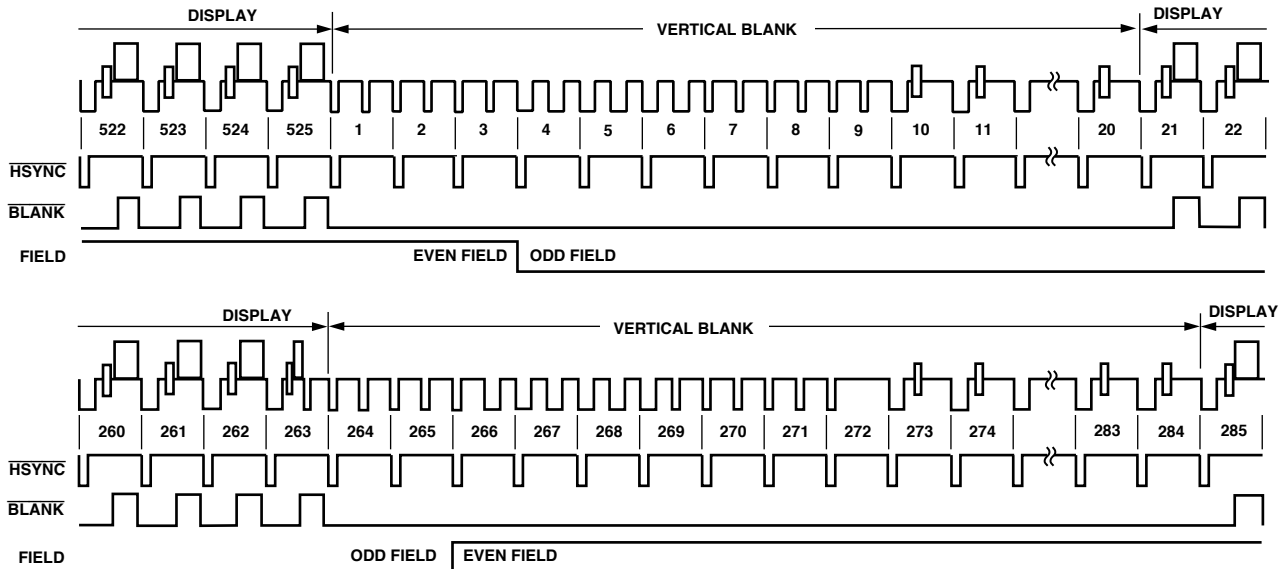 DISPLAY VERTICAL BLANK DISPLAY
522 523 524 525 1 2 3 4 5 6 7 8 9 10 11 20 21 22
HSYNC
BLANK
FIELD EVEN FIELD ODD FIELD
DISPLAY VERTICAL BLANK DISPLAY
260 261 262 263 264 265 266 267 268 269 270 271 272 273 274 283 284 285
HSYNC
BLANK
FIELD ODD FIELD EVEN FIELD